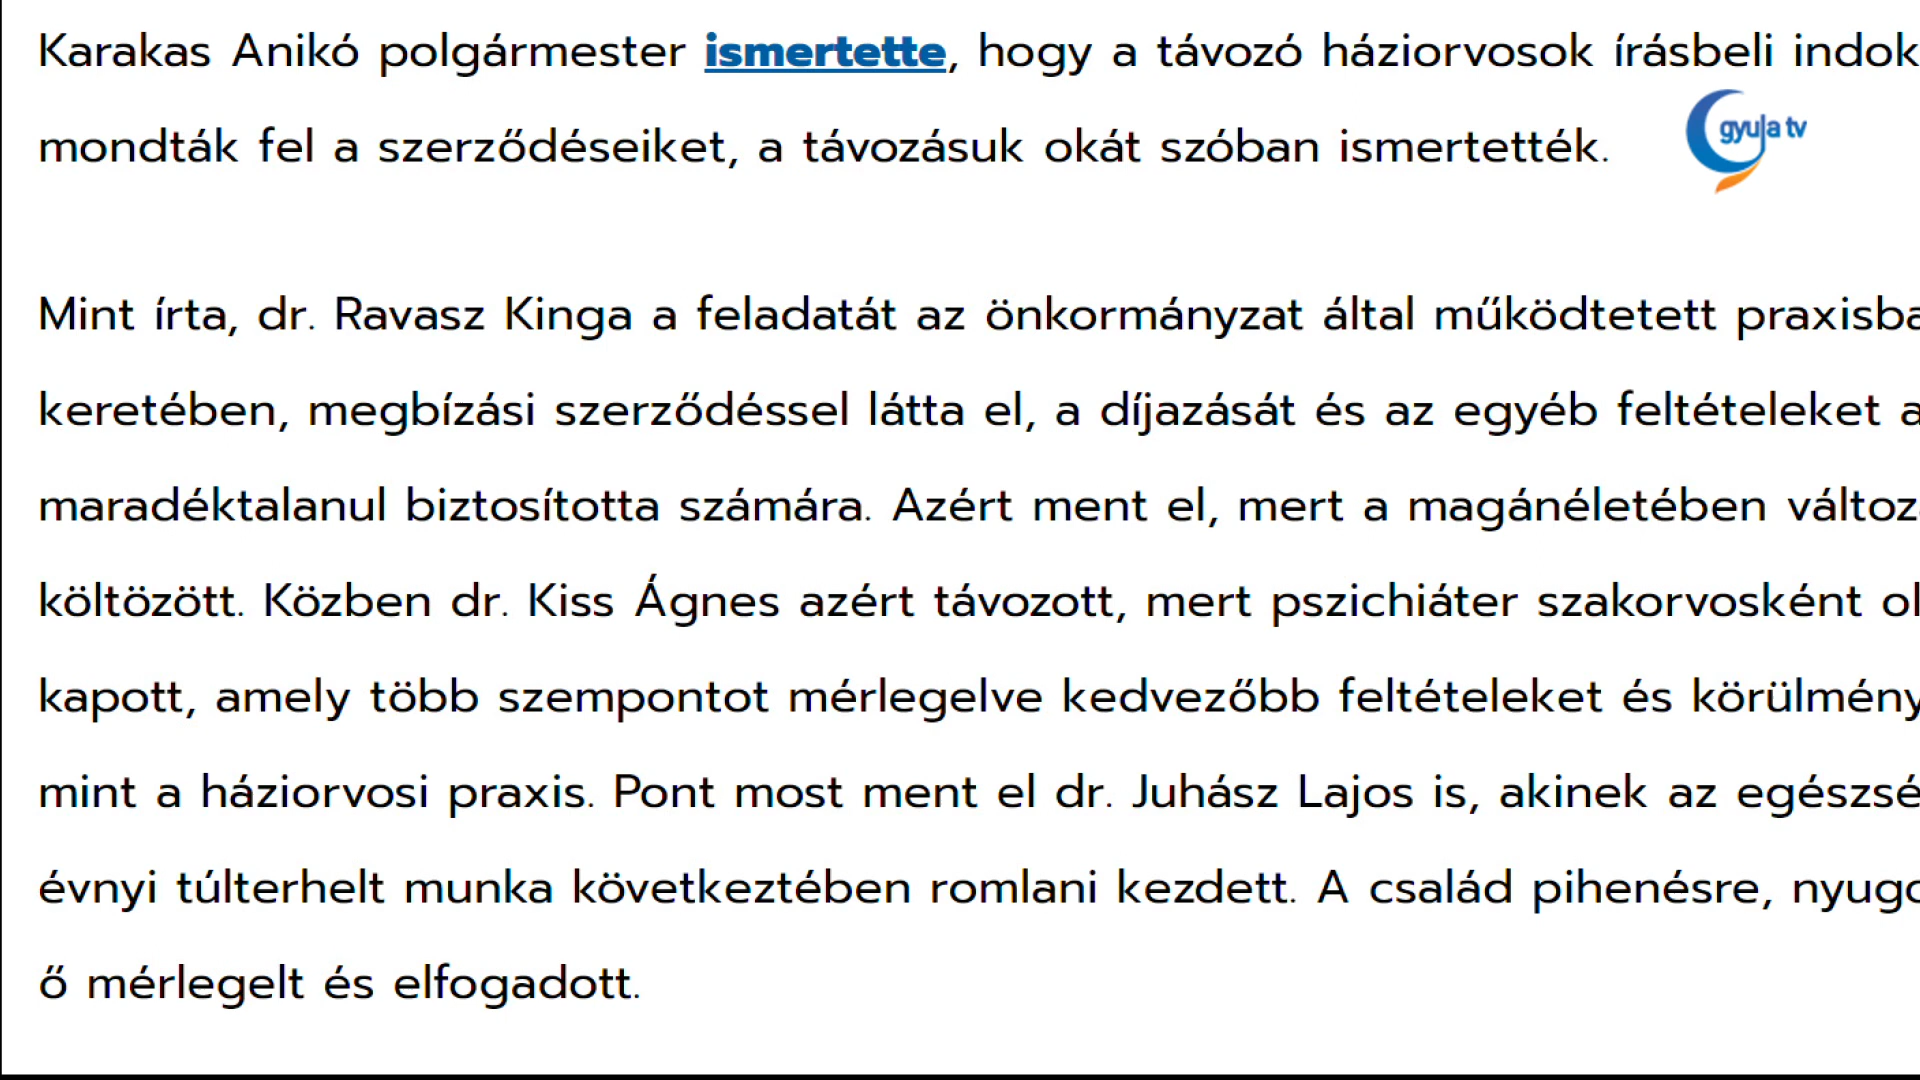 Karakas Anikó polgármester ismertette, hogy a távozó háziorvosok írásbeli indok
mondták fel a szerződéseiket, a távozásuk okát szóban ismertették.
gyula tv
Mint írta, dr. Ravasz Kinga a feladatát az önkormányzat által működtetett praxisba
keretében, megbízási szerződéssel látta el, a díjazását és az egyéb feltételeket a
maradéktalanul biztosította számára. Azért ment el, mert a magánéletében változá
költözött. Közben dr. Kiss Ágnes azért távozott, mert pszichiáter szakorvosként ol
kapott, amely több szempontot mérlegelve kedvezőbb feltételeket és körülmény
mint a háziorvosi praxis. Pont most ment el dr. Juhász Lajos is, akinek az egészsé
évnyi túlterhelt munka következtében romlani kezdett. A család pihenésre, nyugo
ő mérlegelt és elfogadott.